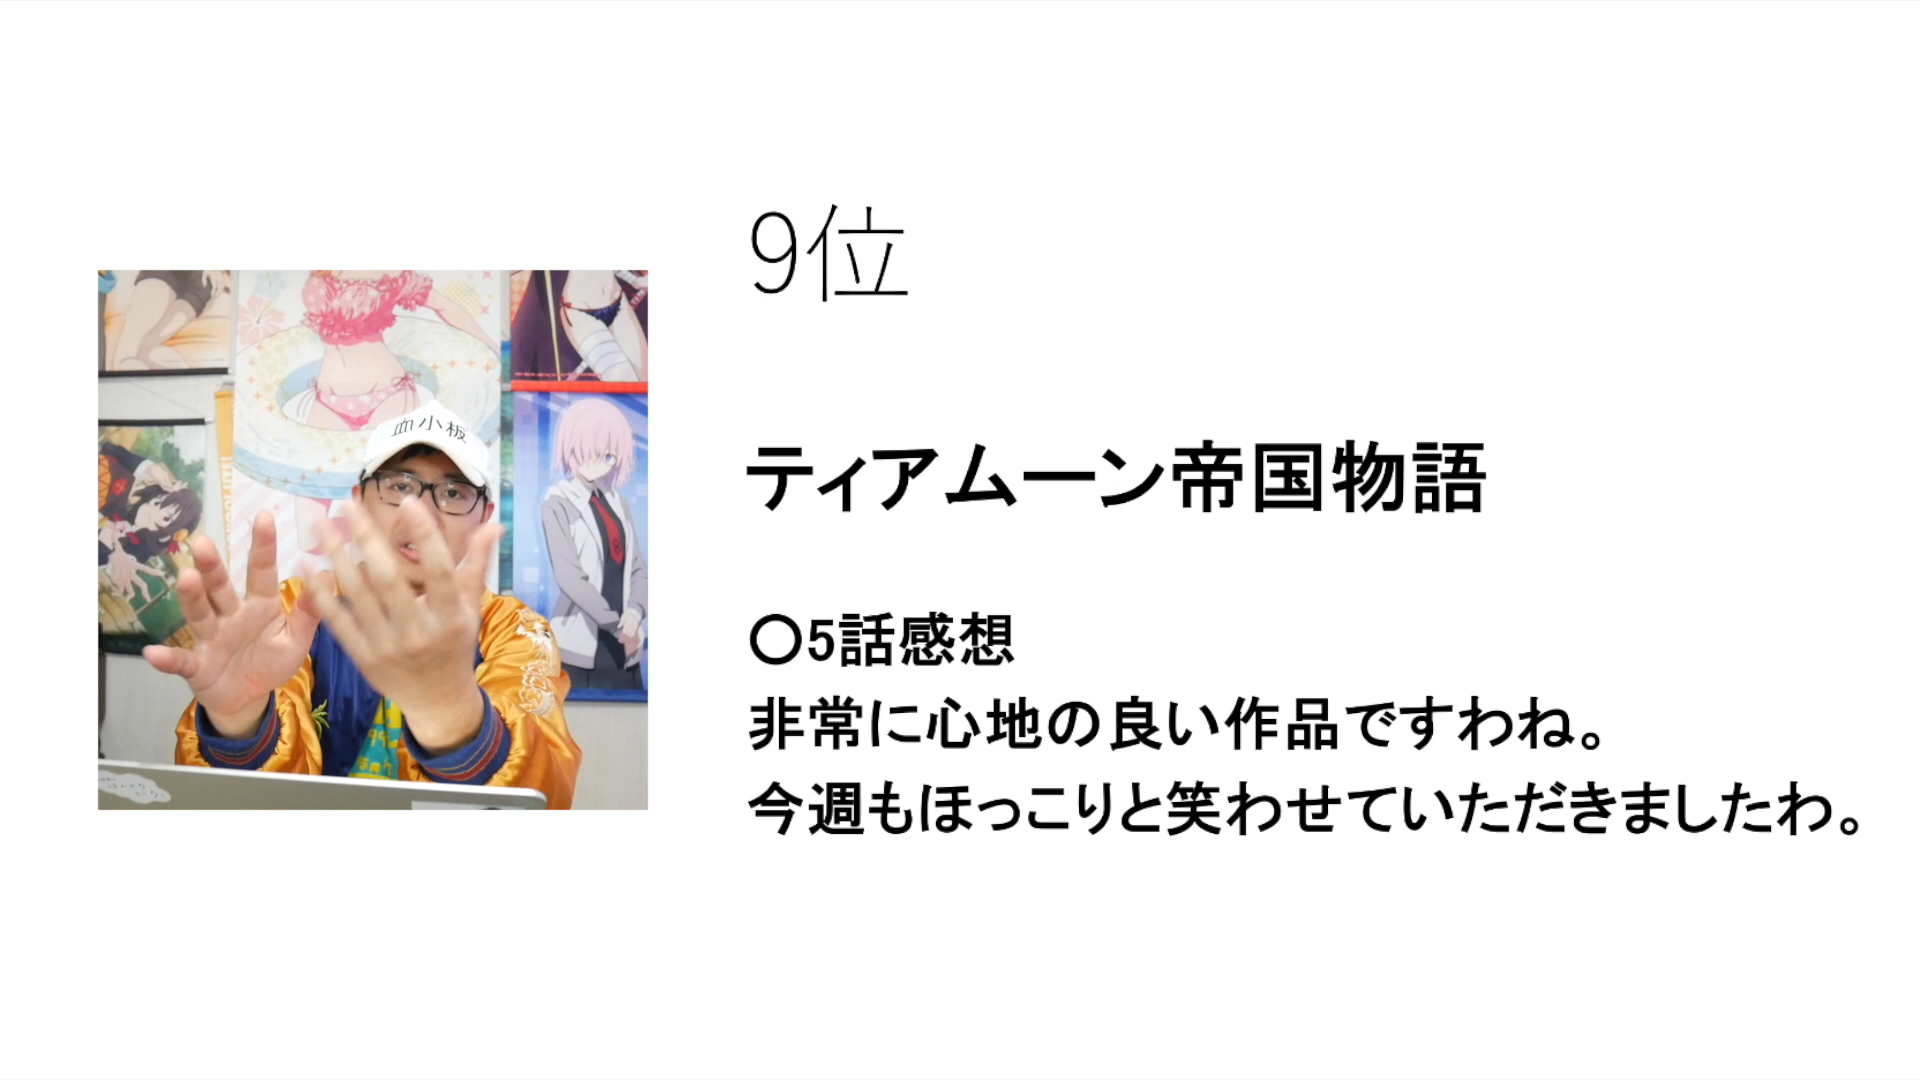 9位
ティアムーン帝国物語
〇5話感想
非常に心地の良い作品ですわね。
今週もほっこりと笑わせていただきましたわ。
血小板